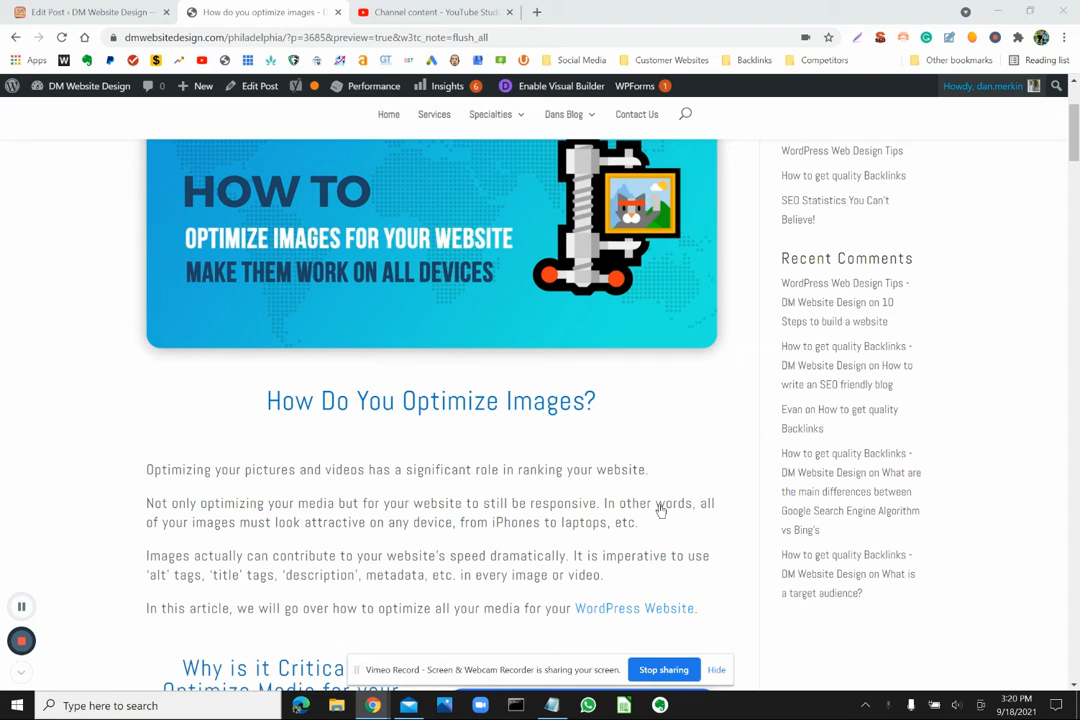 Edit Post ‹ DM Website Design —
How do you optimize images - D
Channel content - YouTube Stud
dmwebsitedesign.com/philadelphia/?p=3685&preview=true&w3tc_note=flush_all
Apps
Social Media
Customer Websites
Backlinks
Competitors
Other bookmarks
Reading list
DM Website Design
0
New
Edit Post
Performance
Insights 6
Enable Visual Builder
WPForms 1
Howdy, dan.merkin
Home
Services
Specialties
Dans Blog
Contact Us
HOW TO
OPTIMIZE IMAGES FOR YOUR WEBSITE
MAKE THEM WORK ON ALL DEVICES
How Do You Optimize Images?
Optimizing your pictures and videos has a significant role in ranking your website.
Not only optimizing your media but for your website to still be responsive. In other words, all
of your images must look attractive on any device, from iPhones to laptops, etc.
Images actually can contribute to your website's speed dramatically. It is imperative to use
'alt' tags, 'title' tags, 'description', metadata, etc. in every image or video.
In this article, we will go over how to optimize all your media for your WordPress Website.
Why is it Critica
Optimize Media for your
WordPress Web Design Tips
How to get quality Backlinks
SEO Statistics You Can't
Believe!
Recent Comments
WordPress Web Design Tips -
DM Website Design on 10
Steps to build a website
How to get quality Backlinks -
DM Website Design on How to
write an SEO friendly blog
Evan on How to get quality
Backlinks
How to get quality Backlinks -
DM Website Design on What are
the main differences between
Google Search Engine Algorithm
vs Bing's
How to get quality Backlinks -
DM Website Design on What is
a target audience?
Vimeo Record - Screen & Webcam Recorder is sharing your screen.
Stop sharing
Hide
Type here to search
3:20 PM
9/18/2021